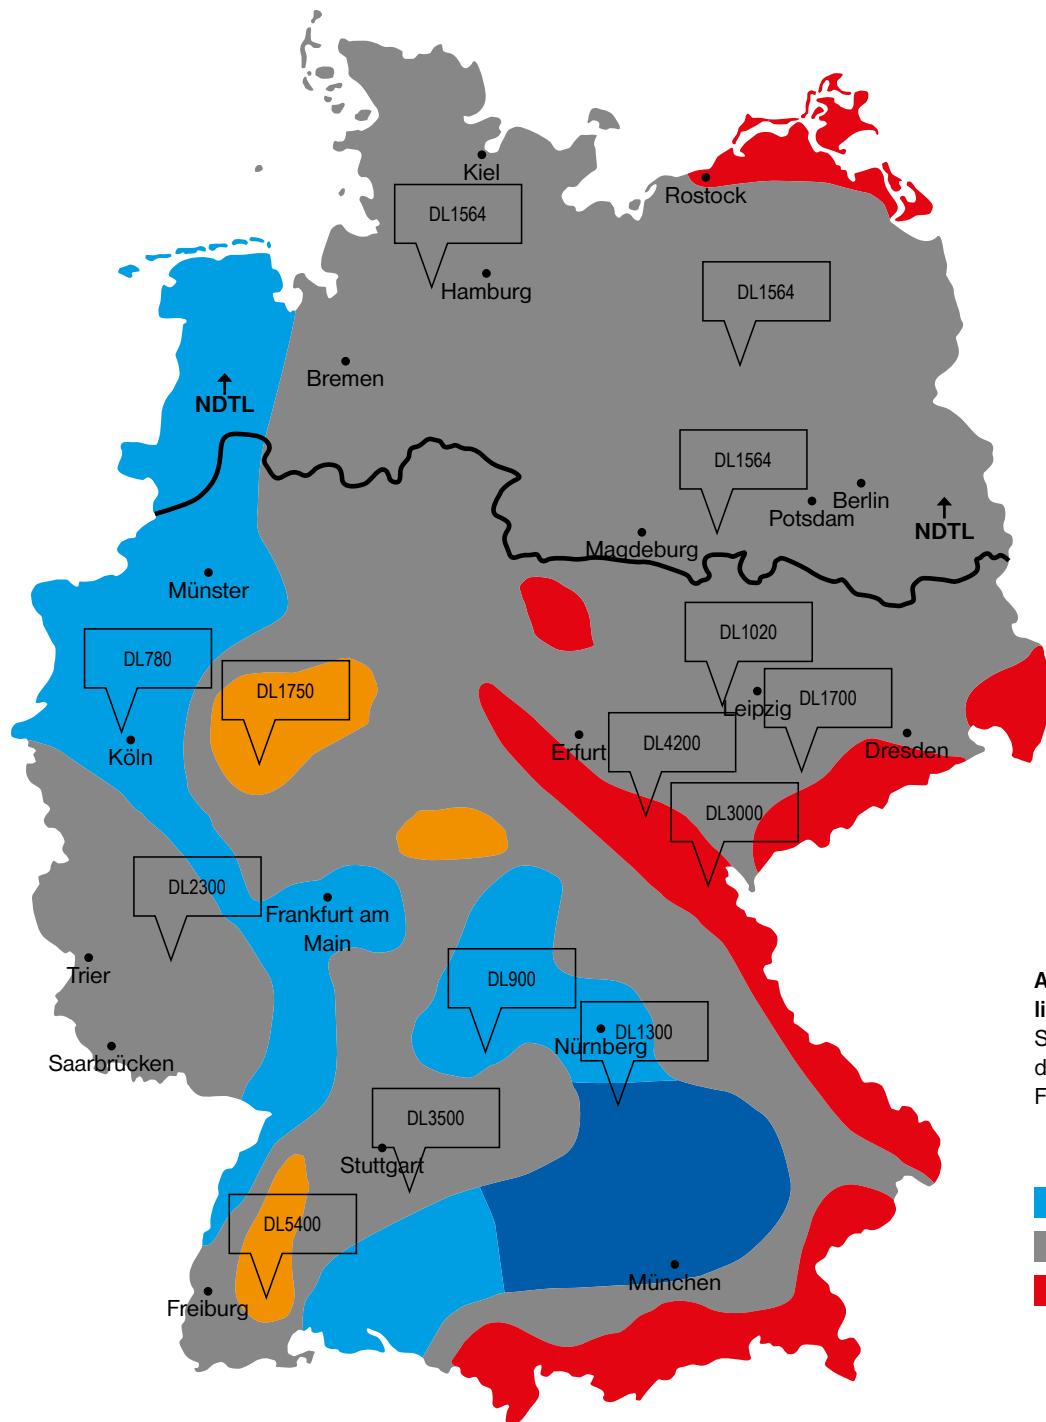 Kiel
Rostock
DL1564
Hamburg
DL1564
Bremen
NDTL
DL1564
Berlin
Potsdam
NDTL
Magdeburg
Münster
DL1020
DL780
DL1750
Leipzig
DL1700
Köln
Erfurt
DL4200
Dresden
DL3000
DL2300
Frankfurt am
Main
Trier
DL900
A
li
S
d
F
DL1300
Nürnberg
Saarbrücken
DL3500
Stuttgart
DL5400
München
Freiburg